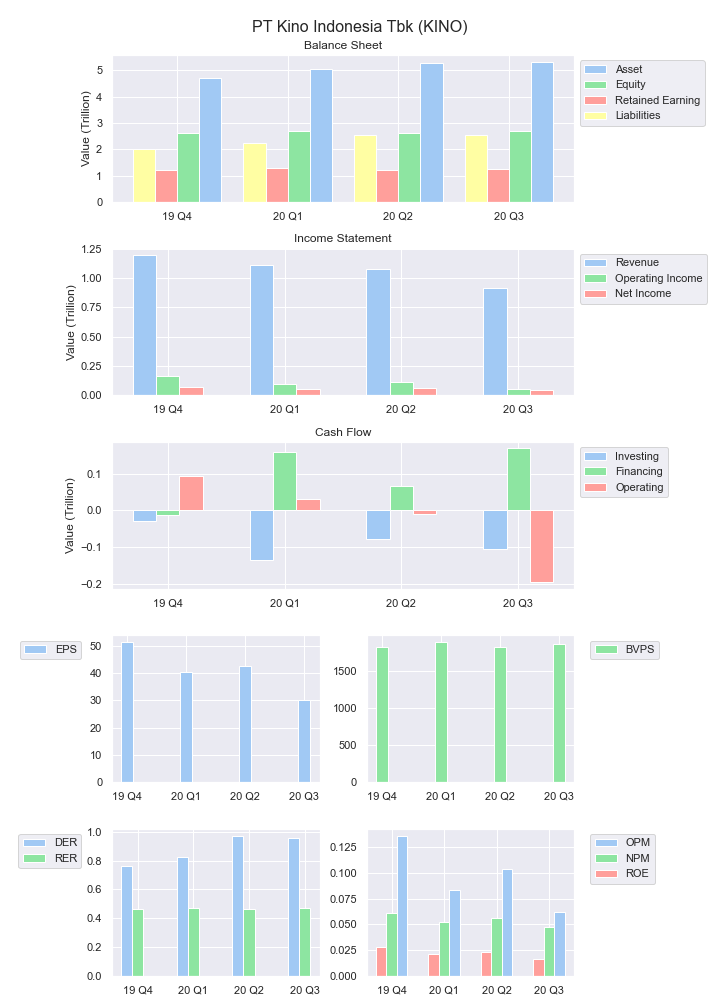 PT Kino Indonesia Tbk (KINO)
Balance Sheet
Value (Trillion)
5
4
3
2
1
0
19 Q4 20 Q1 20 Q2 20 Q3
Asset
Equity
Retained Earning
Liabilities
Income Statement
Value (Trillion)
1.25
1.00
0.75
0.50
0.25
0.00
19 Q4 20 Q1 20 Q2 20 Q3
Revenue
Operating Income
Net Income
Cash Flow
Value (Trillion)
0.1
0.0
−0.1
−0.2
19 Q4 20 Q1 20 Q2 20 Q3
Investing
Financing
Operating
EPS
50
40
30
20
10
0
19 Q4 20 Q1 20 Q2 20 Q3
1500
1000
500
0
19 Q4 20 Q1 20 Q2 20 Q3
BVPS
DER
RER
1.0
0.8
0.6
0.4
0.2
0.0
19 Q4 20 Q1 20 Q2 20 Q3
0.125
0.100
0.075
0.050
0.025
0.000
19 Q4 20 Q1 20 Q2 20 Q3
OPM
NPM
ROE